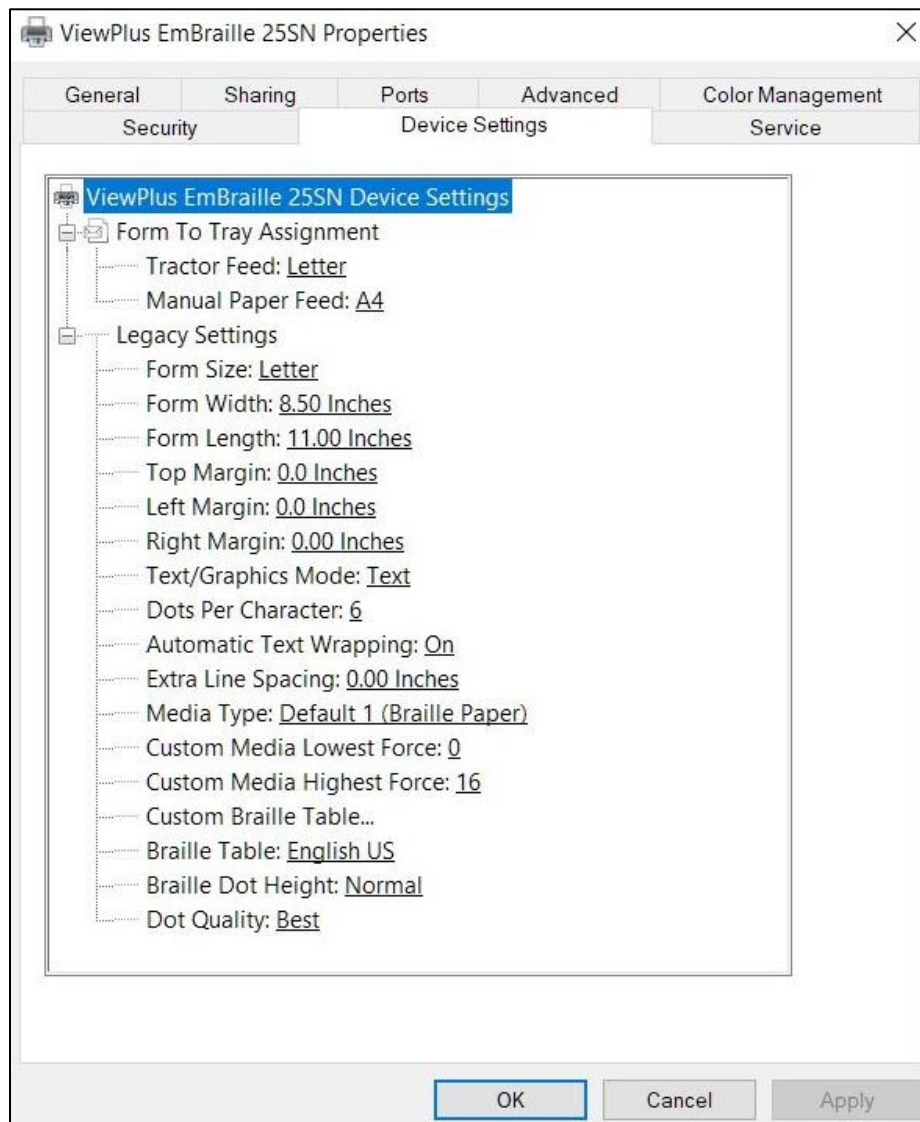 ViewPlus EmBraille 25SN Properties
General Sharing Ports Advanced Color Management
Security Device Settings Service
ViewPlus EmBraille 25SN Device Settings
Form To Tray Assignment
Tractor Feed: Letter
Manual Paper Feed: A4
Legacy Settings
Form Size: Letter
Form Width: 8.50 Inches
Form Length: 11.00 Inches
Top Margin: 0.0 Inches
Left Margin: 0.0 Inches
Right Margin: 0.00 Inches
Text/Graphics Mode: Text
Dots Per Character: 6
Automatic Text Wrapping: On
Extra Line Spacing: 0.00 Inches
Media Type: Default 1 (Braille Paper)
Custom Media Lowest Force: 0
Custom Media Highest Force: 16
Custom Braille Table...
Braille Table: English US
Braille Dot Height: Normal
Dot Quality: Best
OK Cancel Apply